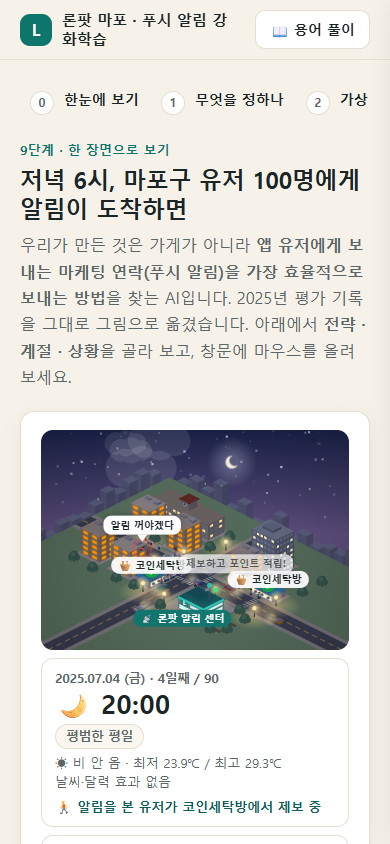 L
론팟 마포 · 푸시 알림 강
화학습
용어 풀이
0 한눈에 보기 1 무엇을 정하나 2 가상
9단계 · 한 장면으로 보기
저녁 6시, 마포구 유저 100명에게
알림이 도착하면
우리가 만든 것은 가게가 아니라 앱 유저에게 보
내는 마케팅 연락(푸시 알림)을 가장 효율적으로
보내는 방법을 찾는 AI입니다. 2025년 평가 기록
을 그대로 그림으로 옮겼습니다. 아래에서 전략 ·
계절 · 상황을 골라 보고, 창문에 마우스를 올려
보세요.
알림 꺼야겠다
코인세탁방
제보하고 포인트 적립!
코인세탁방
론팟 알림 센터
2025.07.04 (금) · 4일째 / 90
20:00
평범한 평일
비 안 옴 · 최저 23.9℃ / 최고 29.3℃
날씨·달력 효과 없음
알림을 본 유저가 코인세탁방에서 제보 중